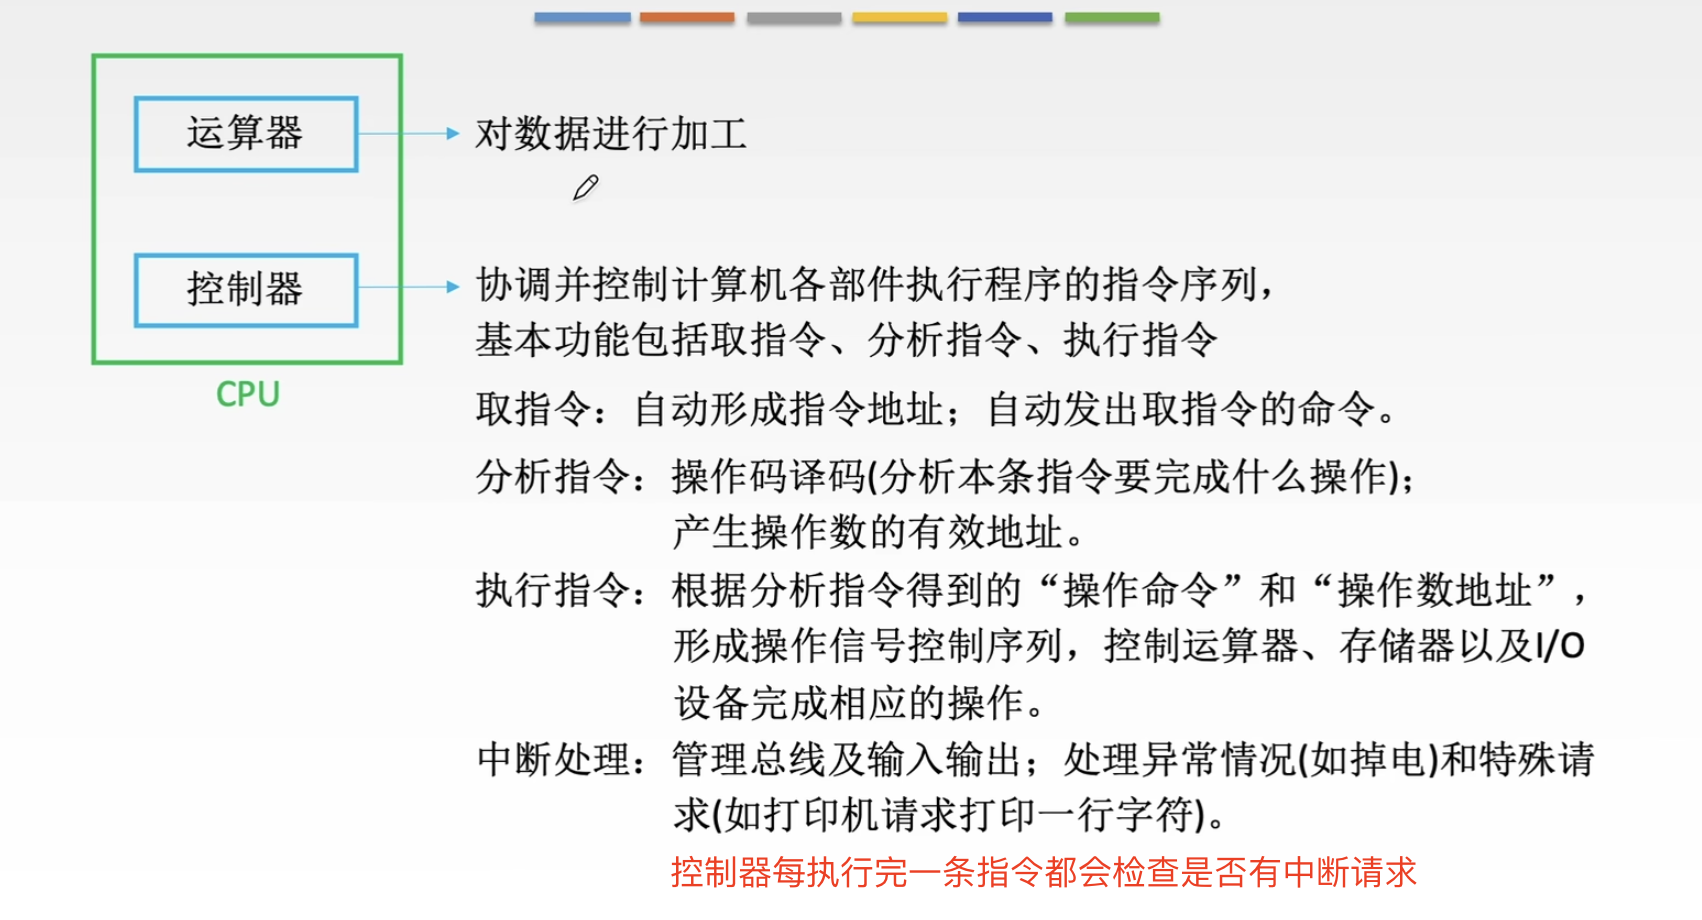 运算器
对数据进行加工
控制器
协调并控制计算机各部件执行程序的指令序列，
基本功能包括取指令、分析指令、执行指令
CPU
取指令：自动形成指令地址；自动发出取指令的命令。
分析指令：操作码译码(分析本条指令要完成什么操作)；
产生操作数的有效地址。
执行指令：根据分析指令得到的“操作命令”和“操作数地址”，
形成操作信号控制序列，控制运算器、存储器以及I/O
设备完成相应的操作。
中断处理：管理总线及输入输出；处理异常情况(如掉电)和特殊请
求(如打印机请求打印一行字符)。
控制器每执行完一条指令都会检查是否有中断请求